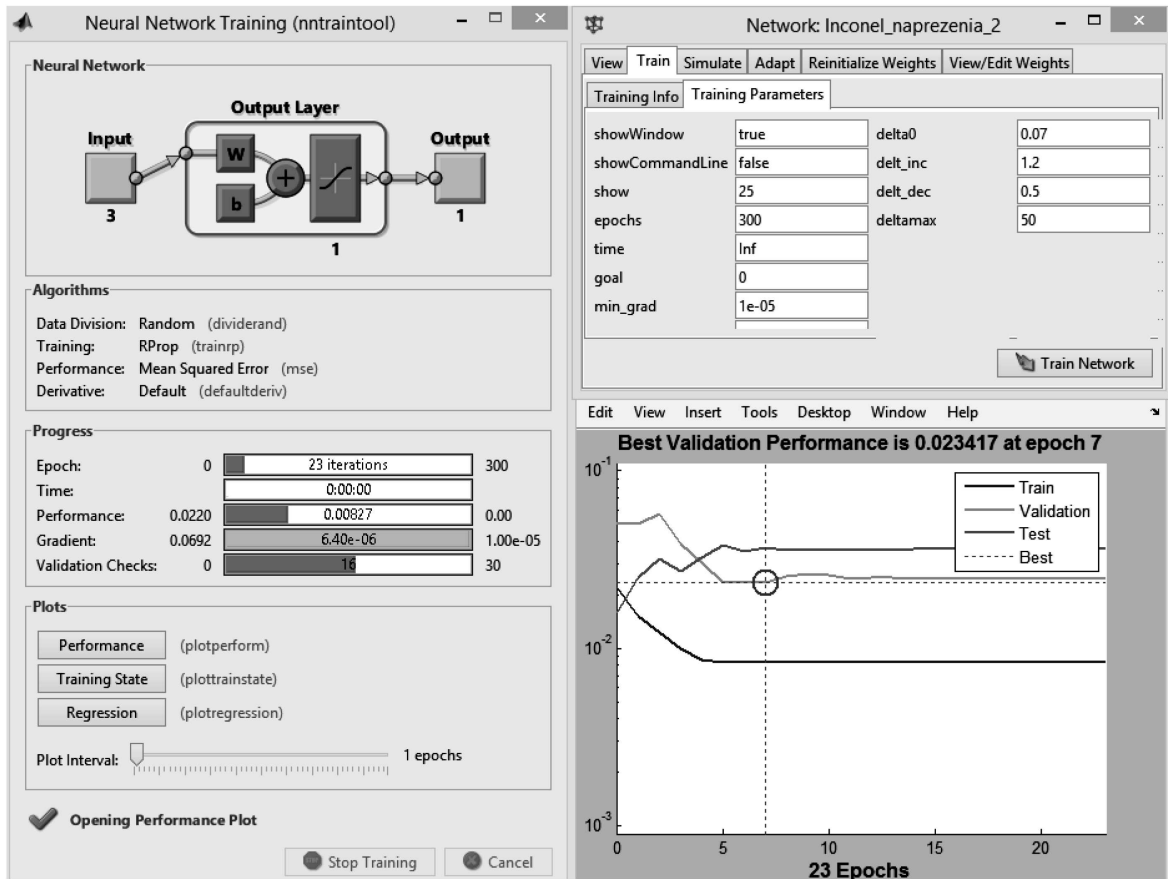 Neural Network Training (nntraintool)
Neural Network
Output Layer
Input
Output
W
b
+
3
1
1
Algorithms
Data Division: Random (dividerand)
Training: RProp (trainrp)
Performance: Mean Squared Error (mse)
Derivative: Default (defaultderiv)
Progress
Epoch: 0 23 iterations 300
Time: 0:00:00
Performance: 0.0220 0.00827 0.00
Gradient: 0.0692 6.40e-06 1.00e-05
Validation Checks: 0 16 30
Plots
Performance (plotperform)
Training State (plottrainstate)
Regression (plotregression)
Plot Interval: 1 epochs
Opening Performance Plot
Stop Training Cancel
Network: Inconel_naprezenia_2
View Train Simulate Adapt Reinitialize Weights View/Edit Weights
Training Info Training Parameters
showWindow true delta0 0.07
showCommandLine false delt_inc 1.2
show 25 delt_dec 0.5
epochs 300 deltamax 50
time Inf
goal 0
min_grad 1e-05
Train Network
Edit View Insert Tools Desktop Window Help
Best Validation Performance is 0.023417 at epoch 7
10^-1
Train
Validation
Test
Best
10^-2
10^-3
0 5 10 15 20
23 Epochs